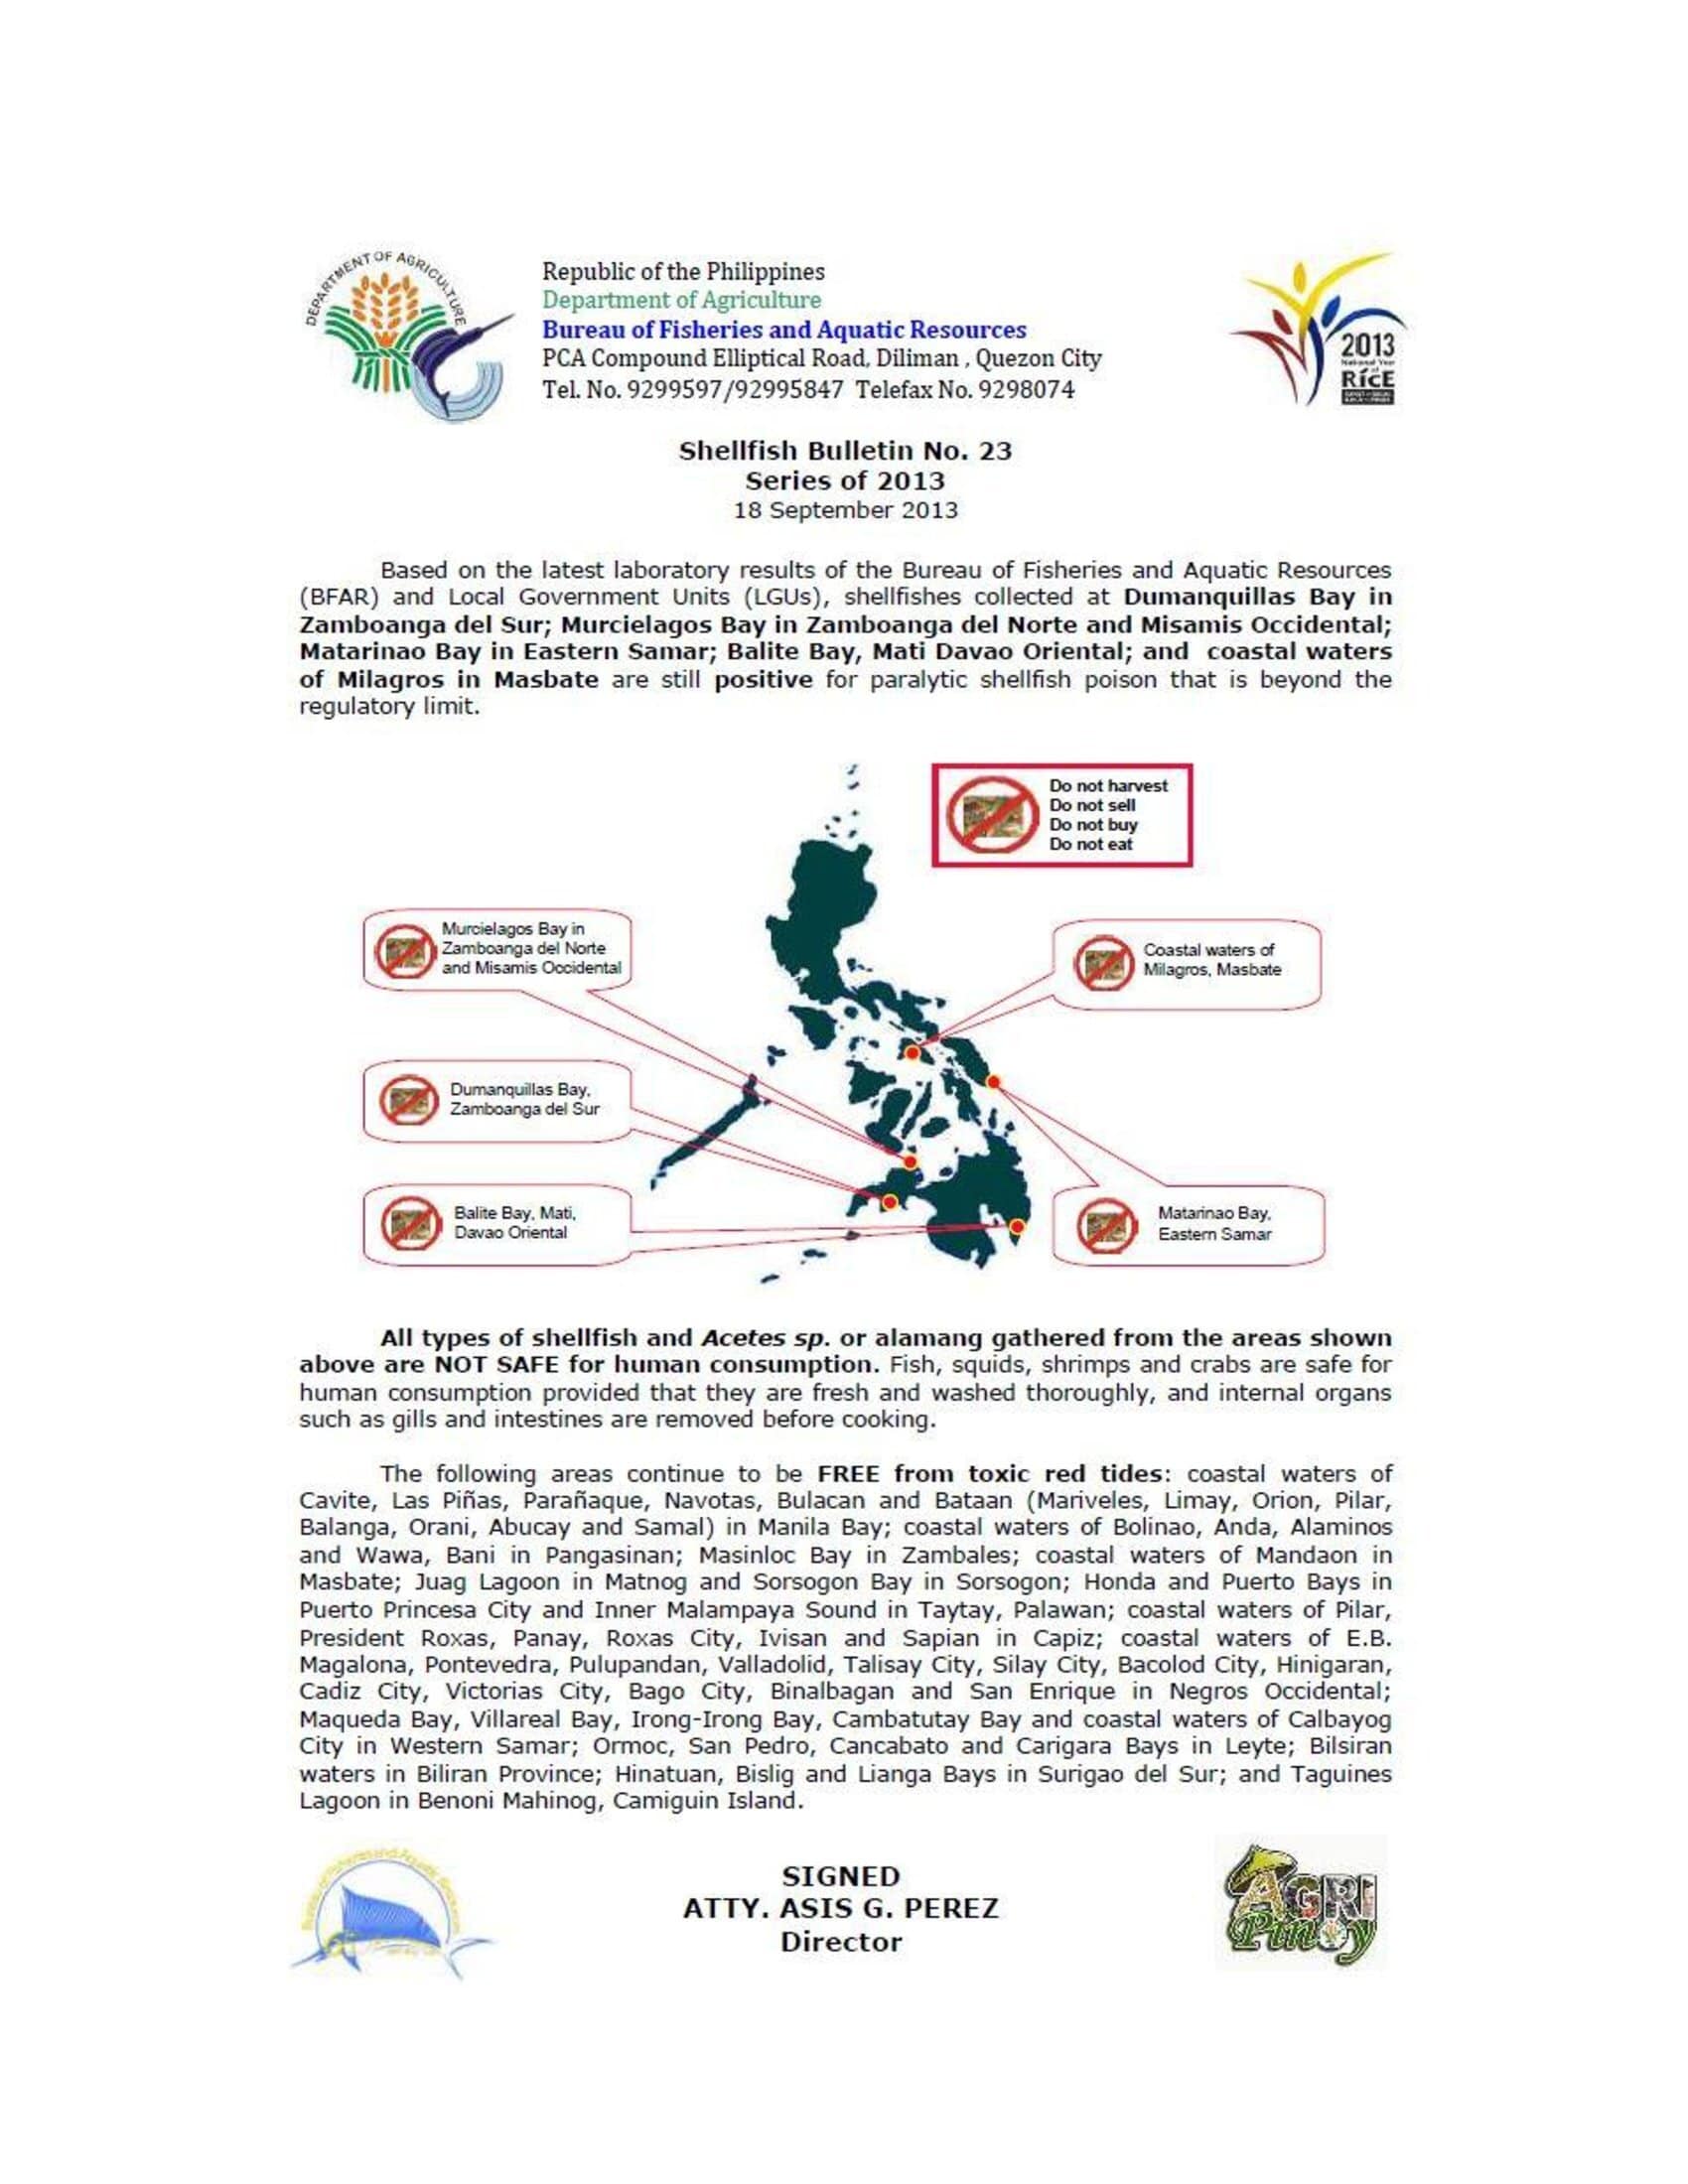 DEPARTMENT OF AGRICULTURE
Republic of the Philippines
Department of Agriculture
Bureau of Fisheries and Aquatic Resources
PCA Compound Elliptical Road, Diliman , Quezon City
Tel. No. 9299597/92995847 Telefax No. 9298074
2013
National Year
of
RICE
Shellfish Bulletin No. 23
Series of 2013
18 September 2013
Based on the latest laboratory results of the Bureau of Fisheries and Aquatic Resources
(BFAR) and Local Government Units (LGUs), shellfishes collected at Dumanquillas Bay in
Zamboanga del Sur; Murcielagos Bay in Zamboanga del Norte and Misamis Occidental;
Matarinao Bay in Eastern Samar; Balite Bay, Mati Davao Oriental; and coastal waters
of Milagros in Masbate are still positive for paralytic shellfish poison that is beyond the
regulatory limit.
Do not harvest
Do not sell
Do not buy
Do not eat
Murcielagos Bay in
Zamboanga del Norte
and Misamis Occidental
Coastal waters of
Milagros, Masbate
Dumanquillas Bay,
Zamboanga del Sur
Balite Bay, Mati,
Davao Oriental
Matarinao Bay,
Eastern Samar
All types of shellfish and Acetes sp. or alamang gathered from the areas shown
above are NOT SAFE for human consumption. Fish, squids, shrimps and crabs are safe for
human consumption provided that they are fresh and washed thoroughly, and internal organs
such as gills and intestines are removed before cooking.
The following areas continue to be FREE from toxic red tides: coastal waters of
Cavite, Las Piñas, Parañaque, Navotas, Bulacan and Bataan (Mariveles, Limay, Orion, Pilar,
Balanga, Orani, Abucay and Samal) in Manila Bay; coastal waters of Bolinao, Anda, Alaminos
and Wawa, Bani in Pangasinan; Masinloc Bay in Zambales; coastal waters of Mandaon in
Masbate; Juag Lagoon in Matnog and Sorsogon Bay in Sorsogon; Honda and Puerto Bays in
Puerto Princesa City and Inner Malampaya Sound in Taytay, Palawan; coastal waters of Pilar,
President Roxas, Panay, Roxas City, Ivisan and Sapian in Capiz; coastal waters of E.B.
Magalona, Pontevedra, Pulupandan, Valladolid, Talisay City, Silay City, Bacolod City, Hinigaran,
Cadiz City, Victorias City, Bago City, Binalbagan and San Enrique in Negros Occidental;
Maqueda Bay, Villareal Bay, Irong-Irong Bay, Cambatutay Bay and coastal waters of Calbayog
City in Western Samar; Ormoc, San Pedro, Cancabato and Carigara Bays in Leyte; Bilsiran
waters in Biliran Province; Hinatuan, Bislig and Lianga Bays in Surigao del Sur; and Taguines
Lagoon in Benoni Mahinog, Camiguin Island.
Bureau of Fisheries and Aquatic Resources
SIGNED
ATTY. ASIS G. PEREZ
Director
AGRI
Pinoy